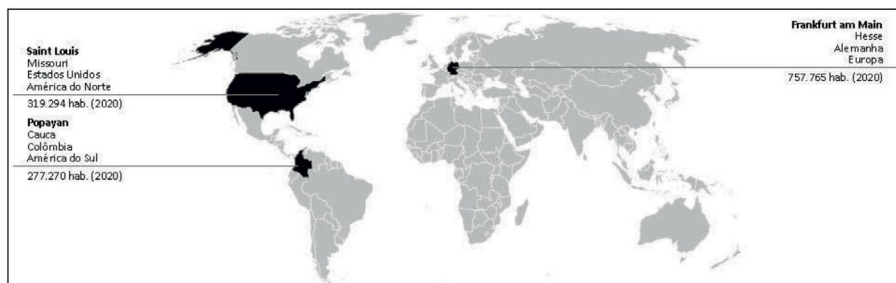 Saint Louis
Missouri
Estados Unidos
América do Norte
319.294 hab. (2020)
Popayan
Cauca
Colômbia
América do Sul
277.270 hab. (2020)
Frankfurt am Main
Hesse
Alemanha
Europa
757.765 hab. (2020)